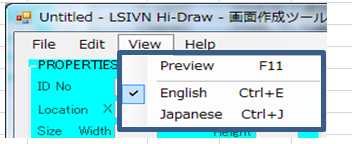 Untitled - LSIVN Hi-Draw - 画面作成ツール
File Edit View Help
PROPERTIES
Preview F11
ID No
English Ctrl+E
Location X
Japanese Ctrl+J
Size Width Height